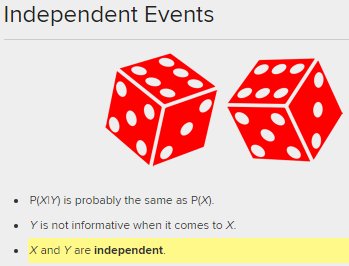 Independent Events
P(X\Y) is probably the same as P(X).
Y is not informative when it comes to X.
X and Y are independent.